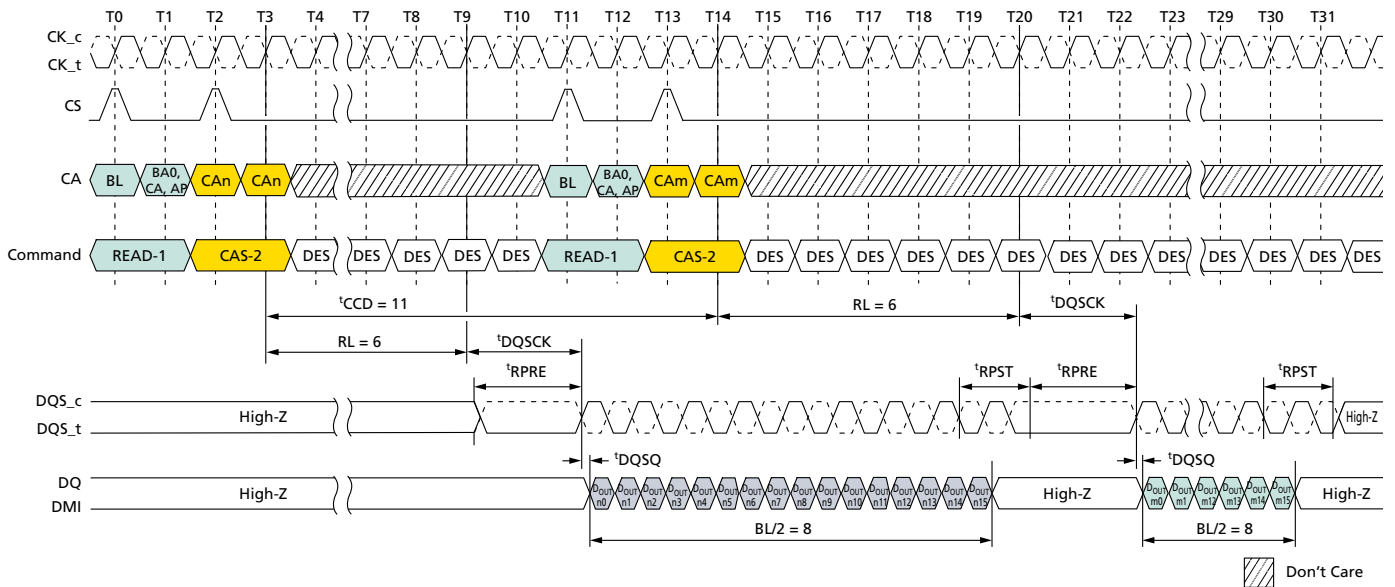 T0 T1 T2 T3 T4 T7 T8 T9 T10 T11 T12 T13 T14 T15 T16 T17 T18 T19 T20 T21 T22 T23 T29 T30 T31
CK_c
CK_t
CS
CA BL BA0, CA, AP CAn CAn BL BA0, CA, AP CAm CAm
Command READ-1 CAS-2 DES DES DES DES DES READ-1 CAS-2 DES DES DES DES DES DES DES DES DES DES DES DES DES
tCCD = 11 RL = 6 tDQSCK
RL = 6 tDQSCK
tRPRE tRPST tRPRE tRPST
DQS_c
DQS_t
High-Z High-Z
tDQSQ tDQSQ
DQ
DMI
High-Z DOUT n0 DOUT n1 DOUT n2 DOUT n3 DOUT n4 DOUT n5 DOUT n6 DOUT n7 DOUT n8 DOUT n9 DOUT n10 DOUT n11 DOUT n12 DOUT n13 DOUT n14 DOUT n15 High-Z DOUT m0 DOUT m1 DOUT m12 DOUT m13 DOUT m14 DOUT m15 High-Z
BL/2 = 8 BL/2 = 8
Don't Care